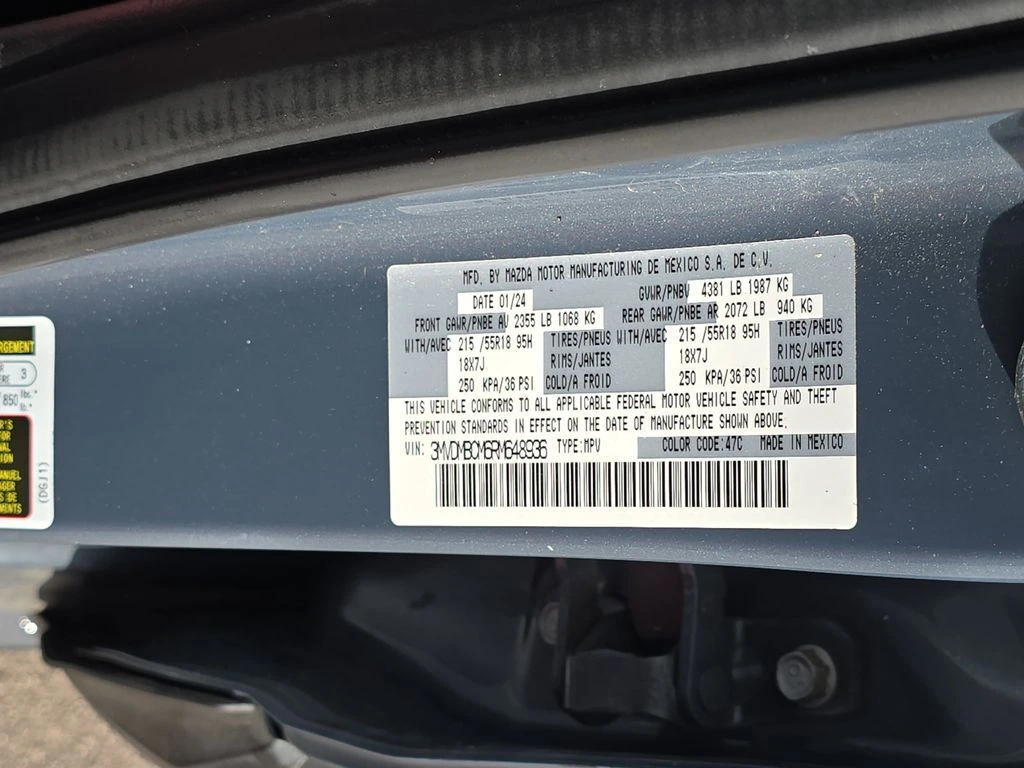 MFD. BY MAZDA MOTOR MANUFACTURING DE MEXICO S.A. DE C.V.
DATE 01/24 GVWR/PNBV 4381 LB 1987 KG
FRONT GAWR/PNBE AV 2355 LB 1068 KG REAR GAWR/PNBE AR 2072 LB 940 KG
WITH/AVEC 215 /55R18 95H TIRES/PNEUS WITH/AVEC 215 /55R18 95H TIRES/PNEUS
18X7J RIMS/JANTES 18X7J RIMS/JANTES
250 KPA/36 PSI COLD/A FROID 250 KPA/36 PSI COLD/A FROID
THIS VEHICLE CONFORMS TO ALL APPLICABLE FEDERAL MOTOR VEHICLE SAFETY AND THEFT
PREVENTION STANDARDS IN EFFECT ON THE DATE OF MANUFACTURE SHOWN ABOVE.
VIN: 3MVDMBCM6RM648936 TYPE:MPV COLOR CODE:47C MADE IN MEXICO
3
850 lbs.*
lb.*
(DGJ1)